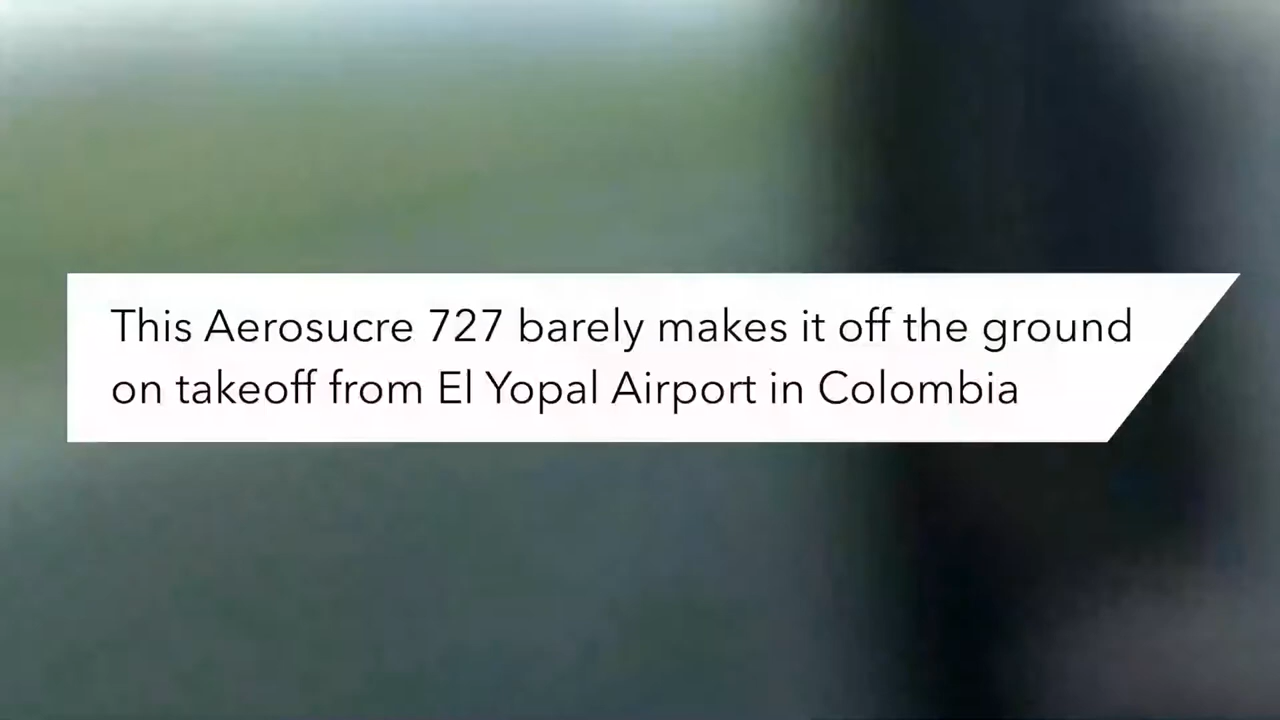 This Aerosucre 727 barely makes it off the ground
on takeoff from El Yopal Airport in Colombia